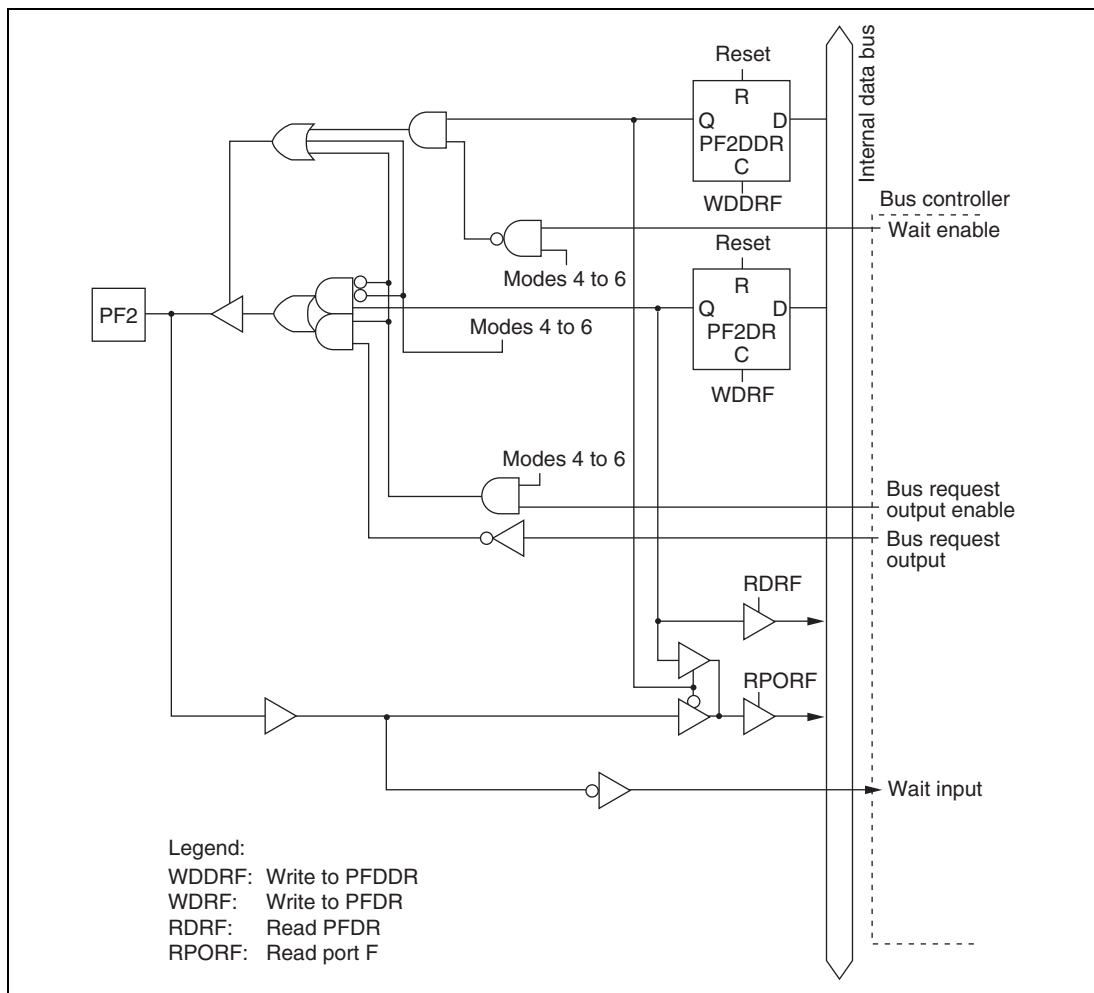 Reset
R
Q
D
PF2DDR
C
WDDRF
Internal data bus
Bus controller
Wait enable
Modes 4 to 6
Reset
R
Q
D
PF2DR
C
WDRF
PF2
Modes 4 to 6
Modes 4 to 6
Bus request
output enable
Bus request
output
RDRF
RPORF
Wait input
Legend:
WDDRF: Write to PFDDR
WDRF: Write to PFDR
RDRF: Read PFDR
RPORF: Read port F